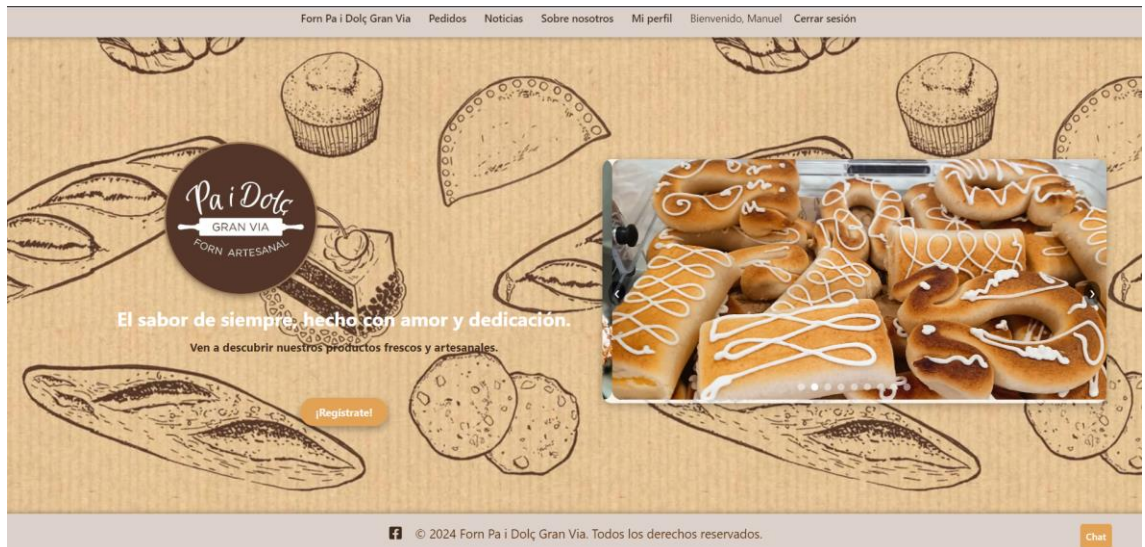 Forn Pa i Dolç Gran Via Pedidos Noticias Sobre nosotros Mi perfil Bienvenido, Manuel Cerrar sesión
Pa i Dolç
GRAN VIA
FORN ARTESANAL
El sabor de siempre, hecho con amor y dedicación.
Ven a descubrir nuestros productos frescos y artesanales.
¡Regístrate!
© 2024 Forn Pa i Dolç Gran Via. Todos los derechos reservados.
Chat